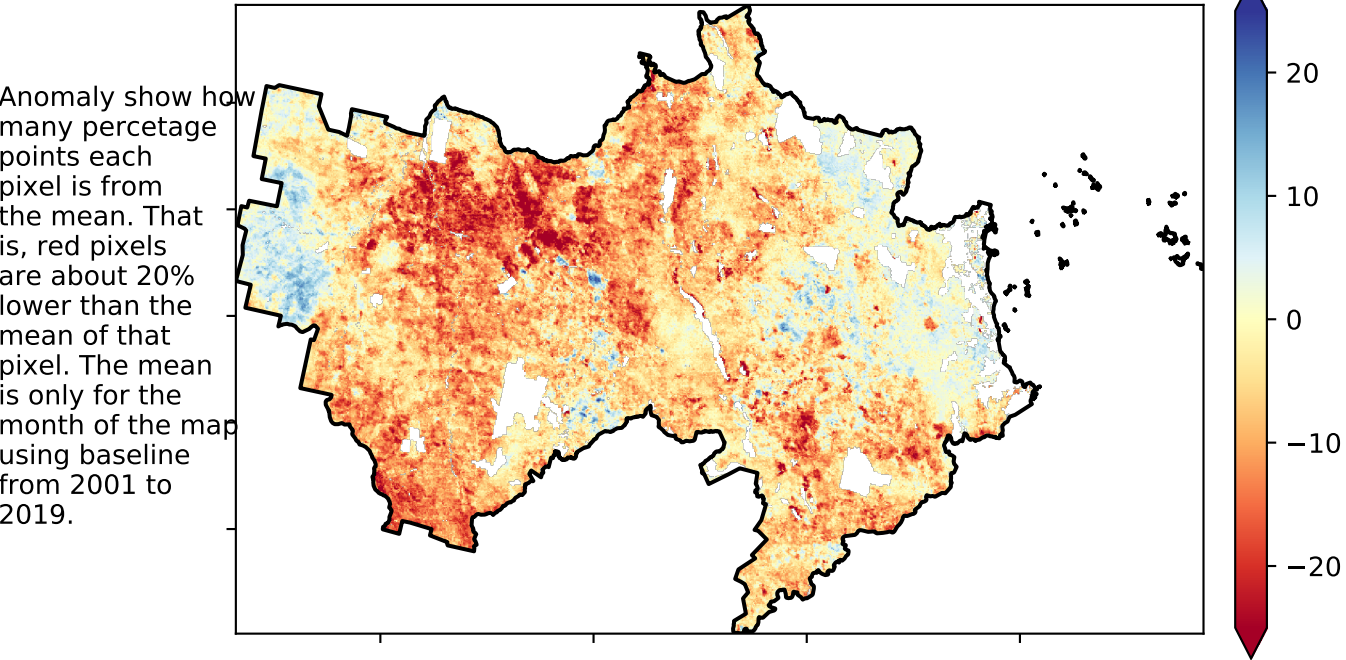 Anomaly show how
many percetage
points each
pixel is from
the mean. That
is, red pixels
are about 20%
lower than the
mean of that
pixel. The mean
is only for the
month of the map
using baseline
from 2001 to
2019.
20
10
0
−10
−20